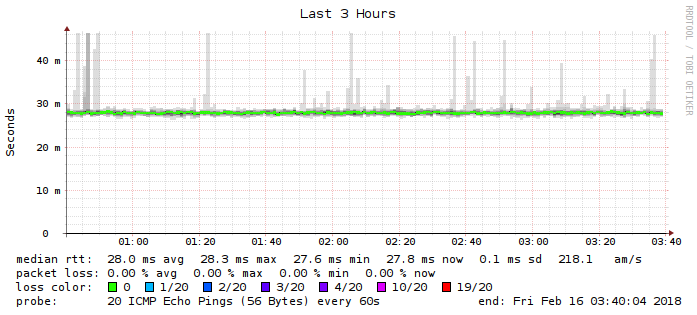 Last 3 Hours
RRDTOOL / TOBI OETIKER
Seconds
40 m
30 m
20 m
10 m
0
01:00 01:20 01:40 02:00 02:20 02:40 03:00 03:20 03:40
median rtt: 28.0 ms avg 28.3 ms max 27.6 ms min 27.8 ms now 0.1 ms sd 218.1 am/s
packet loss: 0.00 % avg 0.00 % max 0.00 % min 0.00 % now
loss color: 0 1/20 2/20 3/20 4/20 10/20 19/20
probe: 20 ICMP Echo Pings (56 Bytes) every 60s end: Fri Feb 16 03:40:04 2018